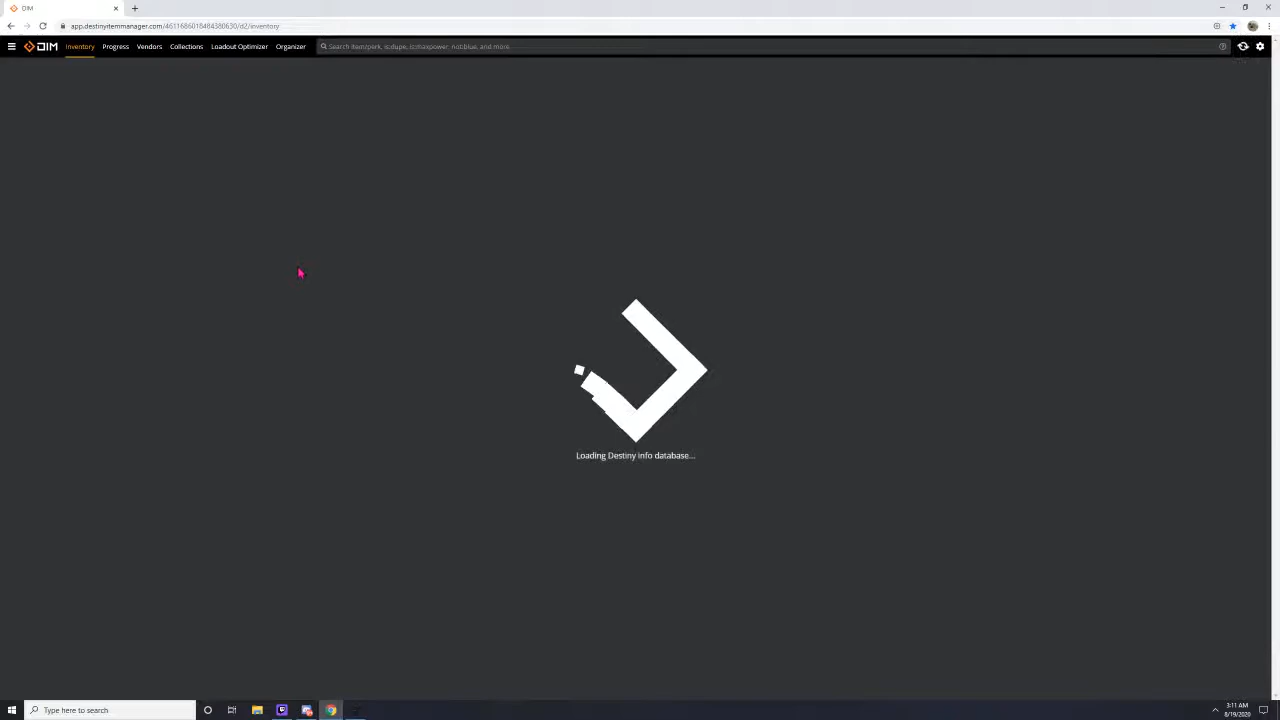 DIM
app.destinyitemmanager.com/4611686018484380630/d2/inventory
DIM Inventory Progress Vendors Collections Loadout Optimizer Organizer Search item/perk, is:dupe, is:maxpower, not:blue, and more
Loading Destiny info database...
Type here to search
3:11 AM
8/19/2020